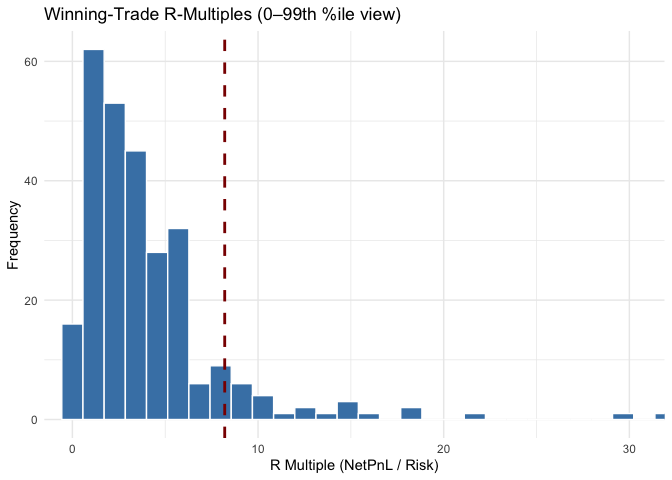 Winning-Trade R-Multiples (0–99th %ile view)
60
40
20
0
Frequency
0 10 20 30
R Multiple (NetPnL / Risk)